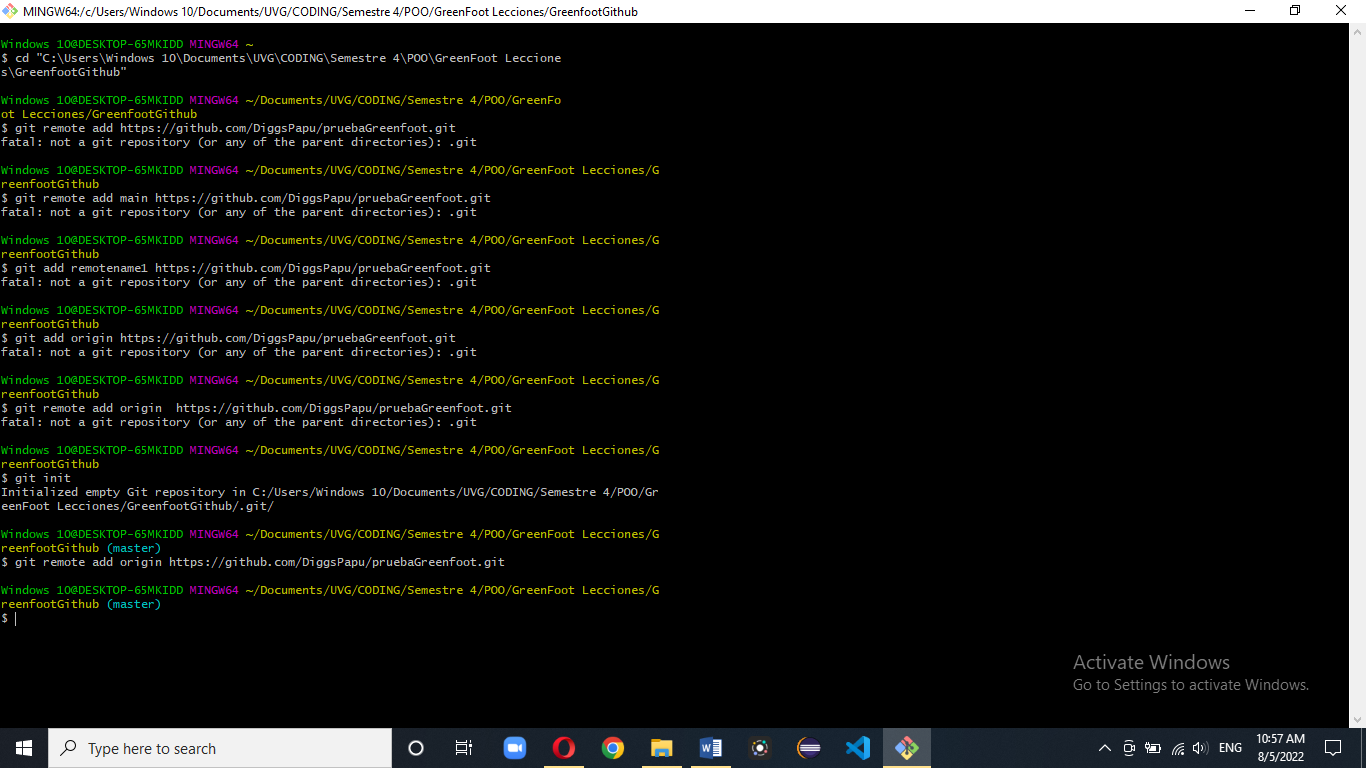 MINGW64:/c/Users/Windows 10/Documents/UVG/CODING/Semestre 4/POO/GreenFoot Lecciones/GreenfootGithub
Windows 10@DESKTOP-65MKIDD MINGW64 ~
$ cd "C:\Users\Windows 10\Documents\UVG\CODING\Semestre 4\POO\GreenFoot Leccione
s\GreenfootGithub"
Windows 10@DESKTOP-65MKIDD MINGW64 ~/Documents/UVG/CODING/Semestre 4/POO/GreenFo
ot Lecciones/GreenfootGithub
$ git remote add https://github.com/DiggsPapu/pruebaGreenfoot.git
fatal: not a git repository (or any of the parent directories): .git
Windows 10@DESKTOP-65MKIDD MINGW64 ~/Documents/UVG/CODING/Semestre 4/POO/GreenFoot Lecciones/G
reenfootGithub
$ git remote add main https://github.com/DiggsPapu/pruebaGreenfoot.git
fatal: not a git repository (or any of the parent directories): .git
Windows 10@DESKTOP-65MKIDD MINGW64 ~/Documents/UVG/CODING/Semestre 4/POO/GreenFoot Lecciones/G
reenfootGithub
$ git add remotename1 https://github.com/DiggsPapu/pruebaGreenfoot.git
fatal: not a git repository (or any of the parent directories): .git
Windows 10@DESKTOP-65MKIDD MINGW64 ~/Documents/UVG/CODING/Semestre 4/POO/GreenFoot Lecciones/G
reenfootGithub
$ git add origin https://github.com/DiggsPapu/pruebaGreenfoot.git
fatal: not a git repository (or any of the parent directories): .git
Windows 10@DESKTOP-65MKIDD MINGW64 ~/Documents/UVG/CODING/Semestre 4/POO/GreenFoot Lecciones/G
reenfootGithub
$ git remote add origin  https://github.com/DiggsPapu/pruebaGreenfoot.git
fatal: not a git repository (or any of the parent directories): .git
Windows 10@DESKTOP-65MKIDD MINGW64 ~/Documents/UVG/CODING/Semestre 4/POO/GreenFoot Lecciones/G
reenfootGithub
$ git init
Initialized empty Git repository in C:/Users/Windows 10/Documents/UVG/CODING/Semestre 4/POO/Gr
eenFoot Lecciones/GreenfootGithub/.git/
Windows 10@DESKTOP-65MKIDD MINGW64 ~/Documents/UVG/CODING/Semestre 4/POO/GreenFoot Lecciones/G
reenfootGithub (master)
$ git remote add origin https://github.com/DiggsPapu/pruebaGreenfoot.git
Windows 10@DESKTOP-65MKIDD MINGW64 ~/Documents/UVG/CODING/Semestre 4/POO/GreenFoot Lecciones/G
reenfootGithub (master)
$
Activate Windows
Go to Settings to activate Windows.
Type here to search
ENG
10:57 AM
8/5/2022